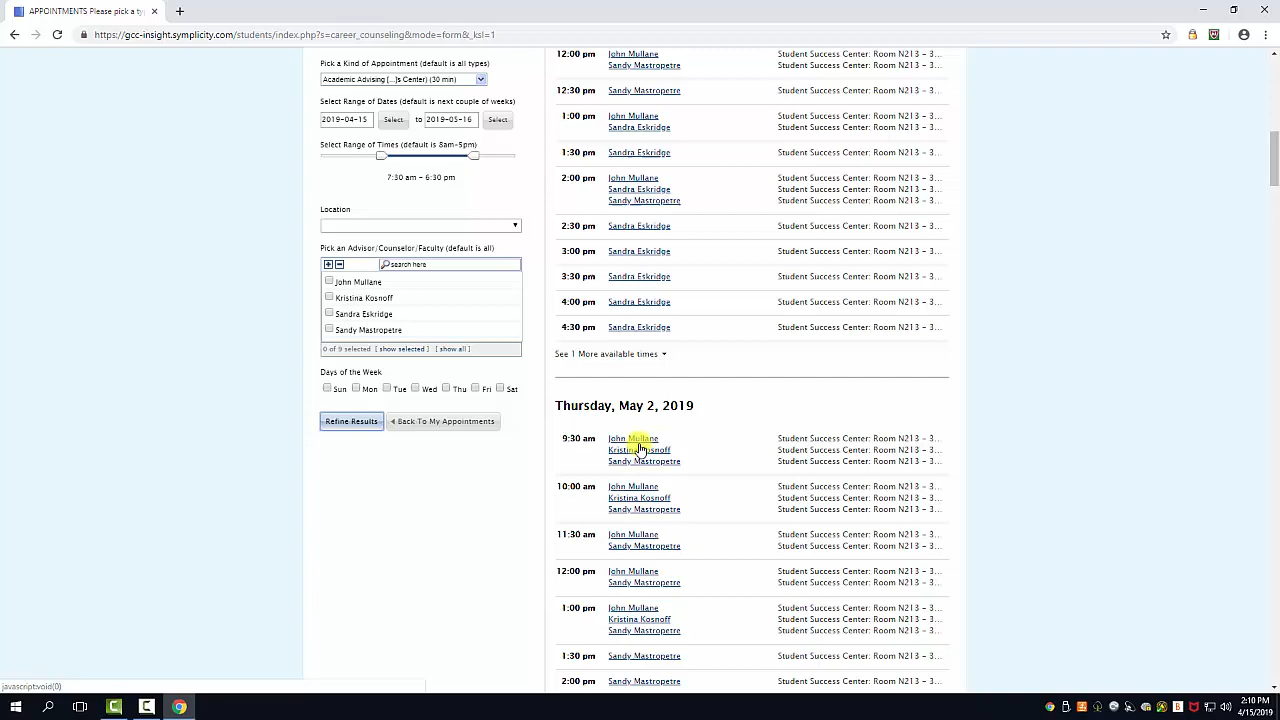 APPOINTMENTS Please pick a ty
https://gcc-insight.symplicity.com/students/index.php?s=career_counseling&mode=form&_ksl=1
Pick a Kind of Appointment (default is all types)
Academic Advising [...]s Center) (30 min)
Select Range of Dates (default is next couple of weeks)
2019-04-15 Select to 2019-05-16 Select
Select Range of Times (default is 8am-5pm)
7:30 am - 6:30 pm
Location
Pick an Advisor/Counselor/Faculty (default is all)
search here
John Mullane
Kristina Kosnoff
Sandra Eskridge
Sandy Mastropetre
0 of 9 selected [ show selected ] [ show all ]
Days of the Week
Sun Mon Tue Wed Thu Fri Sat
Refine Results Back To My Appointments
12:00 pm John Mullane Student Success Center: Room N213 - 3...
Sandy Mastropetre Student Success Center: Room N213 - 3...
12:30 pm Sandy Mastropetre Student Success Center: Room N213 - 3...
1:00 pm John Mullane Student Success Center: Room N213 - 3...
Sandra Eskridge Student Success Center: Room N213 - 3...
1:30 pm Sandra Eskridge Student Success Center: Room N213 - 3...
2:00 pm John Mullane Student Success Center: Room N213 - 3...
Sandra Eskridge Student Success Center: Room N213 - 3...
Sandy Mastropetre Student Success Center: Room N213 - 3...
2:30 pm Sandra Eskridge Student Success Center: Room N213 - 3...
3:00 pm Sandra Eskridge Student Success Center: Room N213 - 3...
3:30 pm Sandra Eskridge Student Success Center: Room N213 - 3...
4:00 pm Sandra Eskridge Student Success Center: Room N213 - 3...
4:30 pm Sandra Eskridge Student Success Center: Room N213 - 3...
See 1 More available times
Thursday, May 2, 2019
9:30 am John Mullane Student Success Center: Room N213 - 3...
Kristina Kosnoff Student Success Center: Room N213 - 3...
Sandy Mastropetre Student Success Center: Room N213 - 3...
10:00 am John Mullane Student Success Center: Room N213 - 3...
Kristina Kosnoff Student Success Center: Room N213 - 3...
Sandy Mastropetre Student Success Center: Room N213 - 3...
11:30 am John Mullane Student Success Center: Room N213 - 3...
Sandy Mastropetre Student Success Center: Room N213 - 3...
12:00 pm John Mullane Student Success Center: Room N213 - 3...
Sandy Mastropetre Student Success Center: Room N213 - 3...
1:00 pm John Mullane Student Success Center: Room N213 - 3...
Kristina Kosnoff Student Success Center: Room N213 - 3...
Sandy Mastropetre Student Success Center: Room N213 - 3...
1:30 pm Sandy Mastropetre Student Success Center: Room N213 - 3...
2:00 pm Sandy Mastropetre Student Success Center: Room N213 - 3...
javascript:void(0)
2:10 PM
4/15/2019